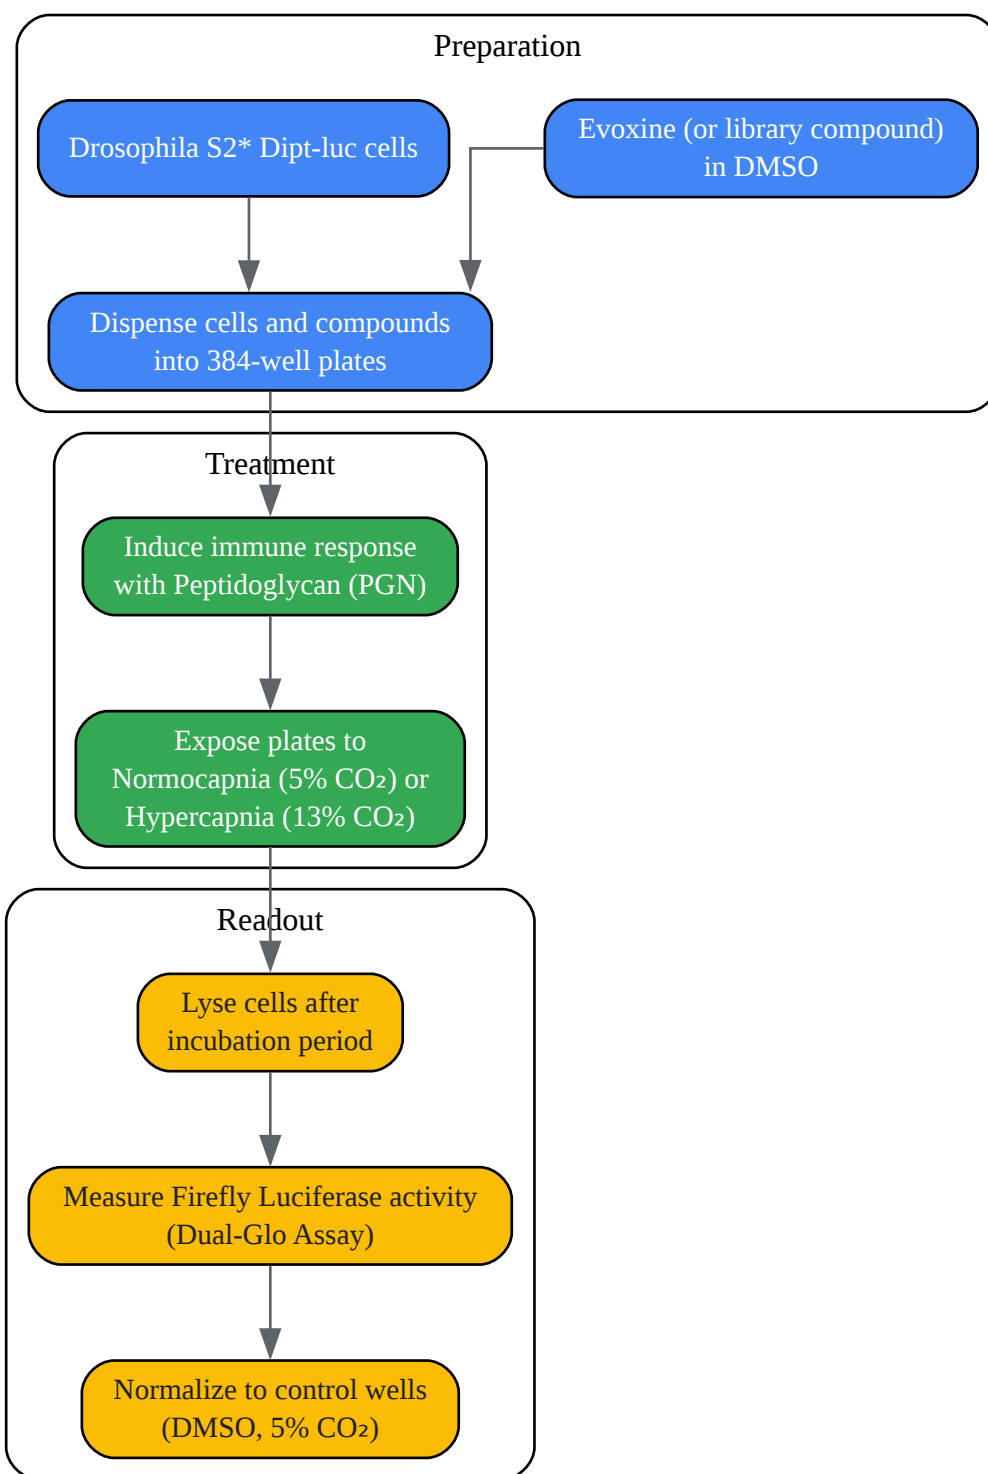 Preparation
Drosophila S2* Dipt-luc cells
Evoxine (or library compound)
in DMSO
Dispense cells and compounds
into 384-well plates
Treatment
Induce immune response
with Peptidoglycan (PGN)
Expose plates to
Normocapnia (5% CO₂) or
Hypercapnia (13% CO₂)
Readout
Lyse cells after
incubation period
Measure Firefly Luciferase activity
(Dual-Glo Assay)
Normalize to control wells
(DMSO, 5% CO₂)